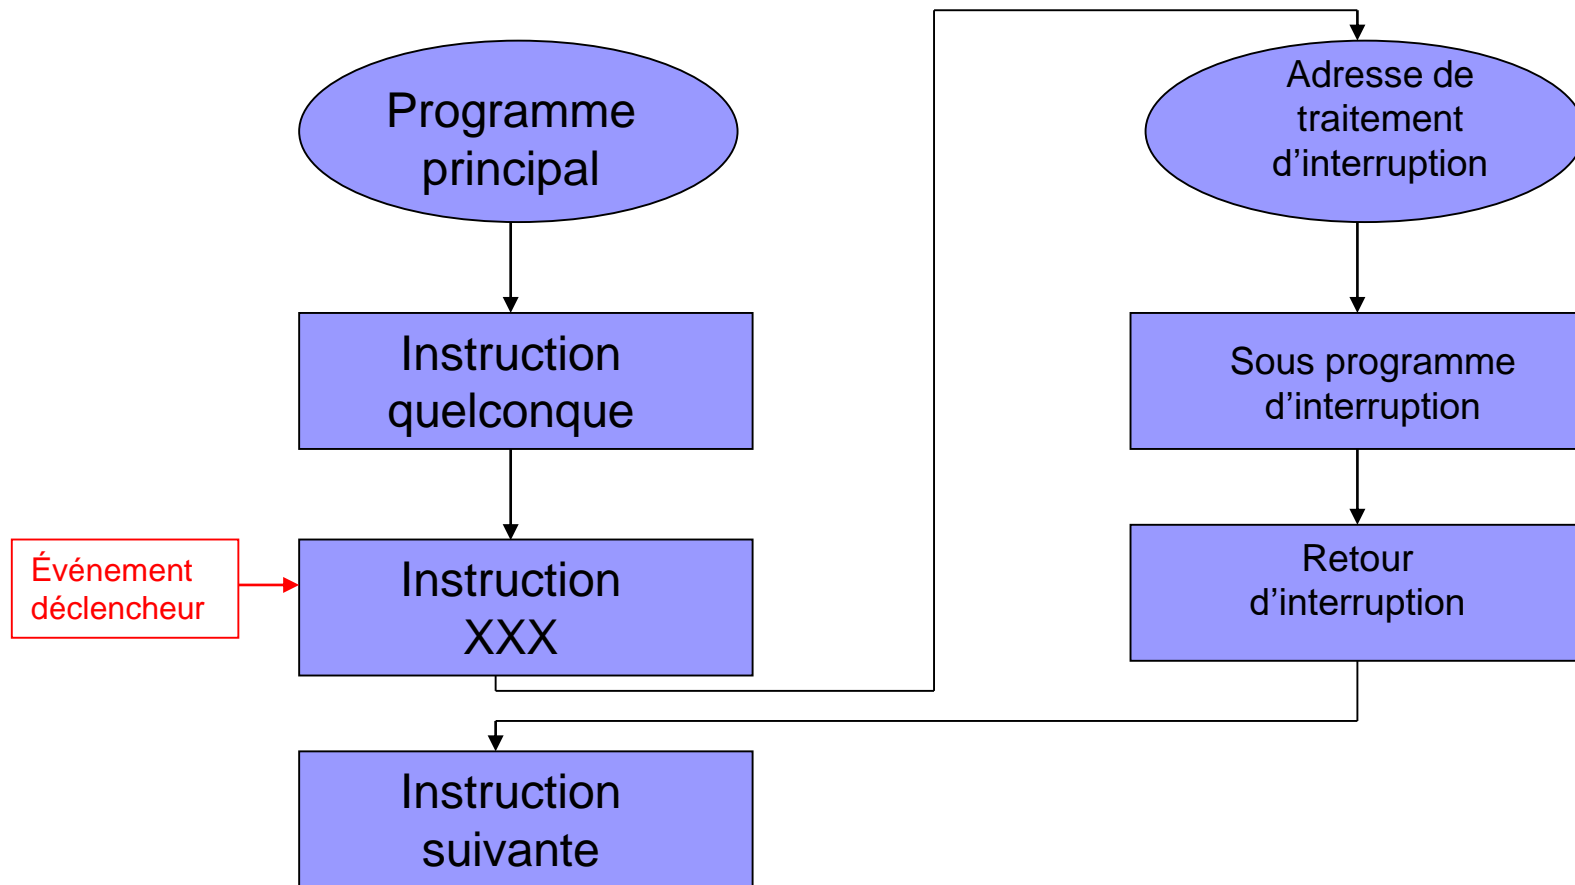 Programme
principal
Instruction
quelconque
Événement
déclencheur
Instruction
XXX
Instruction
suivante
Adresse de
traitement
d’interruption
Sous programme
d’interruption
Retour
d’interruption